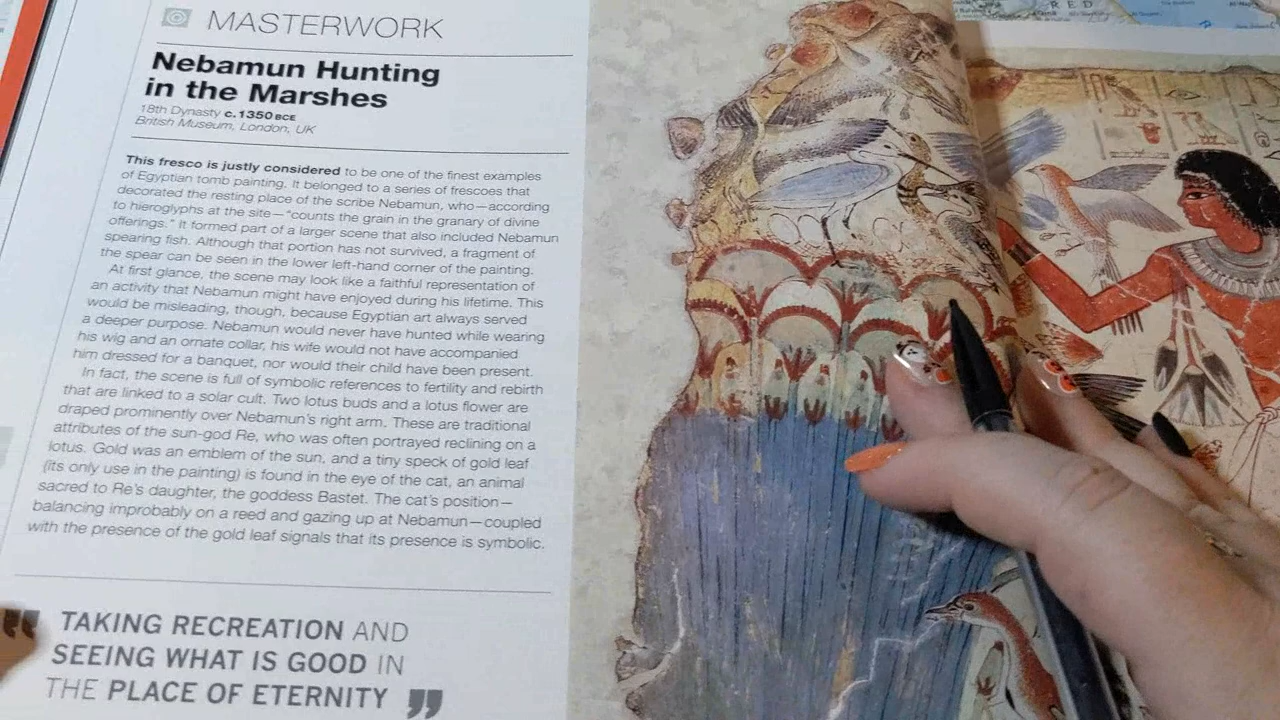 MASTERWORK
Nebamun Hunting
in the Marshes
18th Dynasty c.1350 BCE
British Museum, London, UK
This fresco is justly considered to be one of the finest examples
of Egyptian tomb painting. It belonged to a series of frescoes that
decorated the resting place of the scribe Nebamun, who—according
to hieroglyphs at the site—“counts the grain in the granary of divine
offerings.” It formed part of a larger scene that also included Nebamun
spearing fish. Although that portion has not survived, a fragment of
the spear can be seen in the lower left-hand corner of the painting.
At first glance, the scene may look like a faithful representation of
an activity that Nebamun might have enjoyed during his lifetime. This
would be misleading, though, because Egyptian art always served
a deeper purpose. Nebamun would never have hunted while wearing
his wig and an ornate collar, his wife would not have accompanied
him dressed for a banquet, nor would their child have been present.
In fact, the scene is full of symbolic references to fertility and rebirth
that are linked to a solar cult. Two lotus buds and a lotus flower are
draped prominently over Nebamun’s right arm. These are traditional
attributes of the sun-god Re, who was often portrayed reclining on a
lotus. Gold was an emblem of the sun, and a tiny speck of gold leaf
(its only use in the painting) is found in the eye of the cat, an animal
sacred to Re’s daughter, the goddess Bastet. The cat’s position—
balancing improbably on a reed and gazing up at Nebamun—coupled
with the presence of the gold leaf signals that its presence is symbolic.
“TAKING RECREATION AND
SEEING WHAT IS GOOD IN
THE PLACE OF ETERNITY”
RED